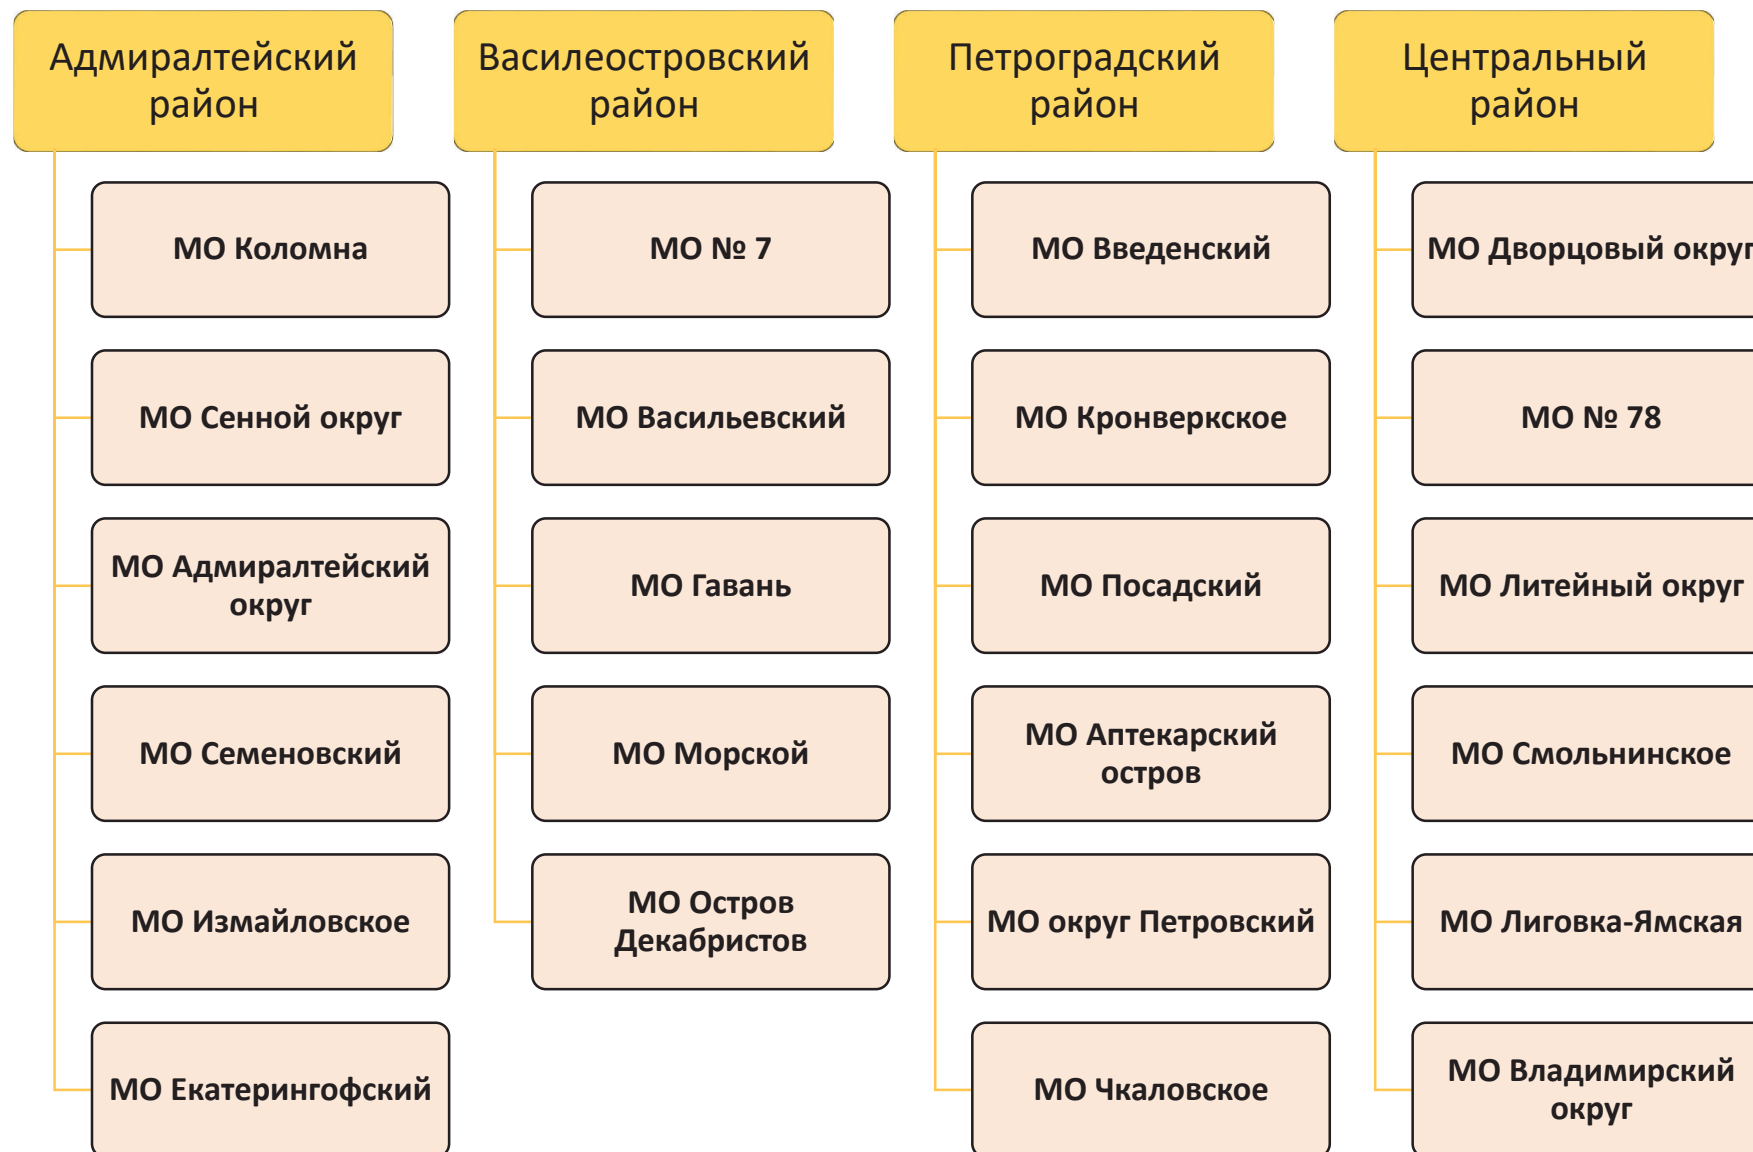 Адмиралтейский
район
МО Коломна
МО Сенной округ
МО Адмиралтейский
округ
МО Семеновский
МО Измайловское
МО Екатерингофский
Василеостровский
район
МО № 7
МО Васильевский
МО Гавань
МО Морской
МО Остров
Декабристов
Петроградский
район
МО Введенский
МО Кронверкское
МО Посадский
МО Аптекарский
остров
МО округ Петровский
МО Чкаловское
Центральный
район
МО Дворцовый округ
МО № 78
МО Литейный округ
МО Смольнинское
МО Лиговка-Ямская
МО Владимирский
округ